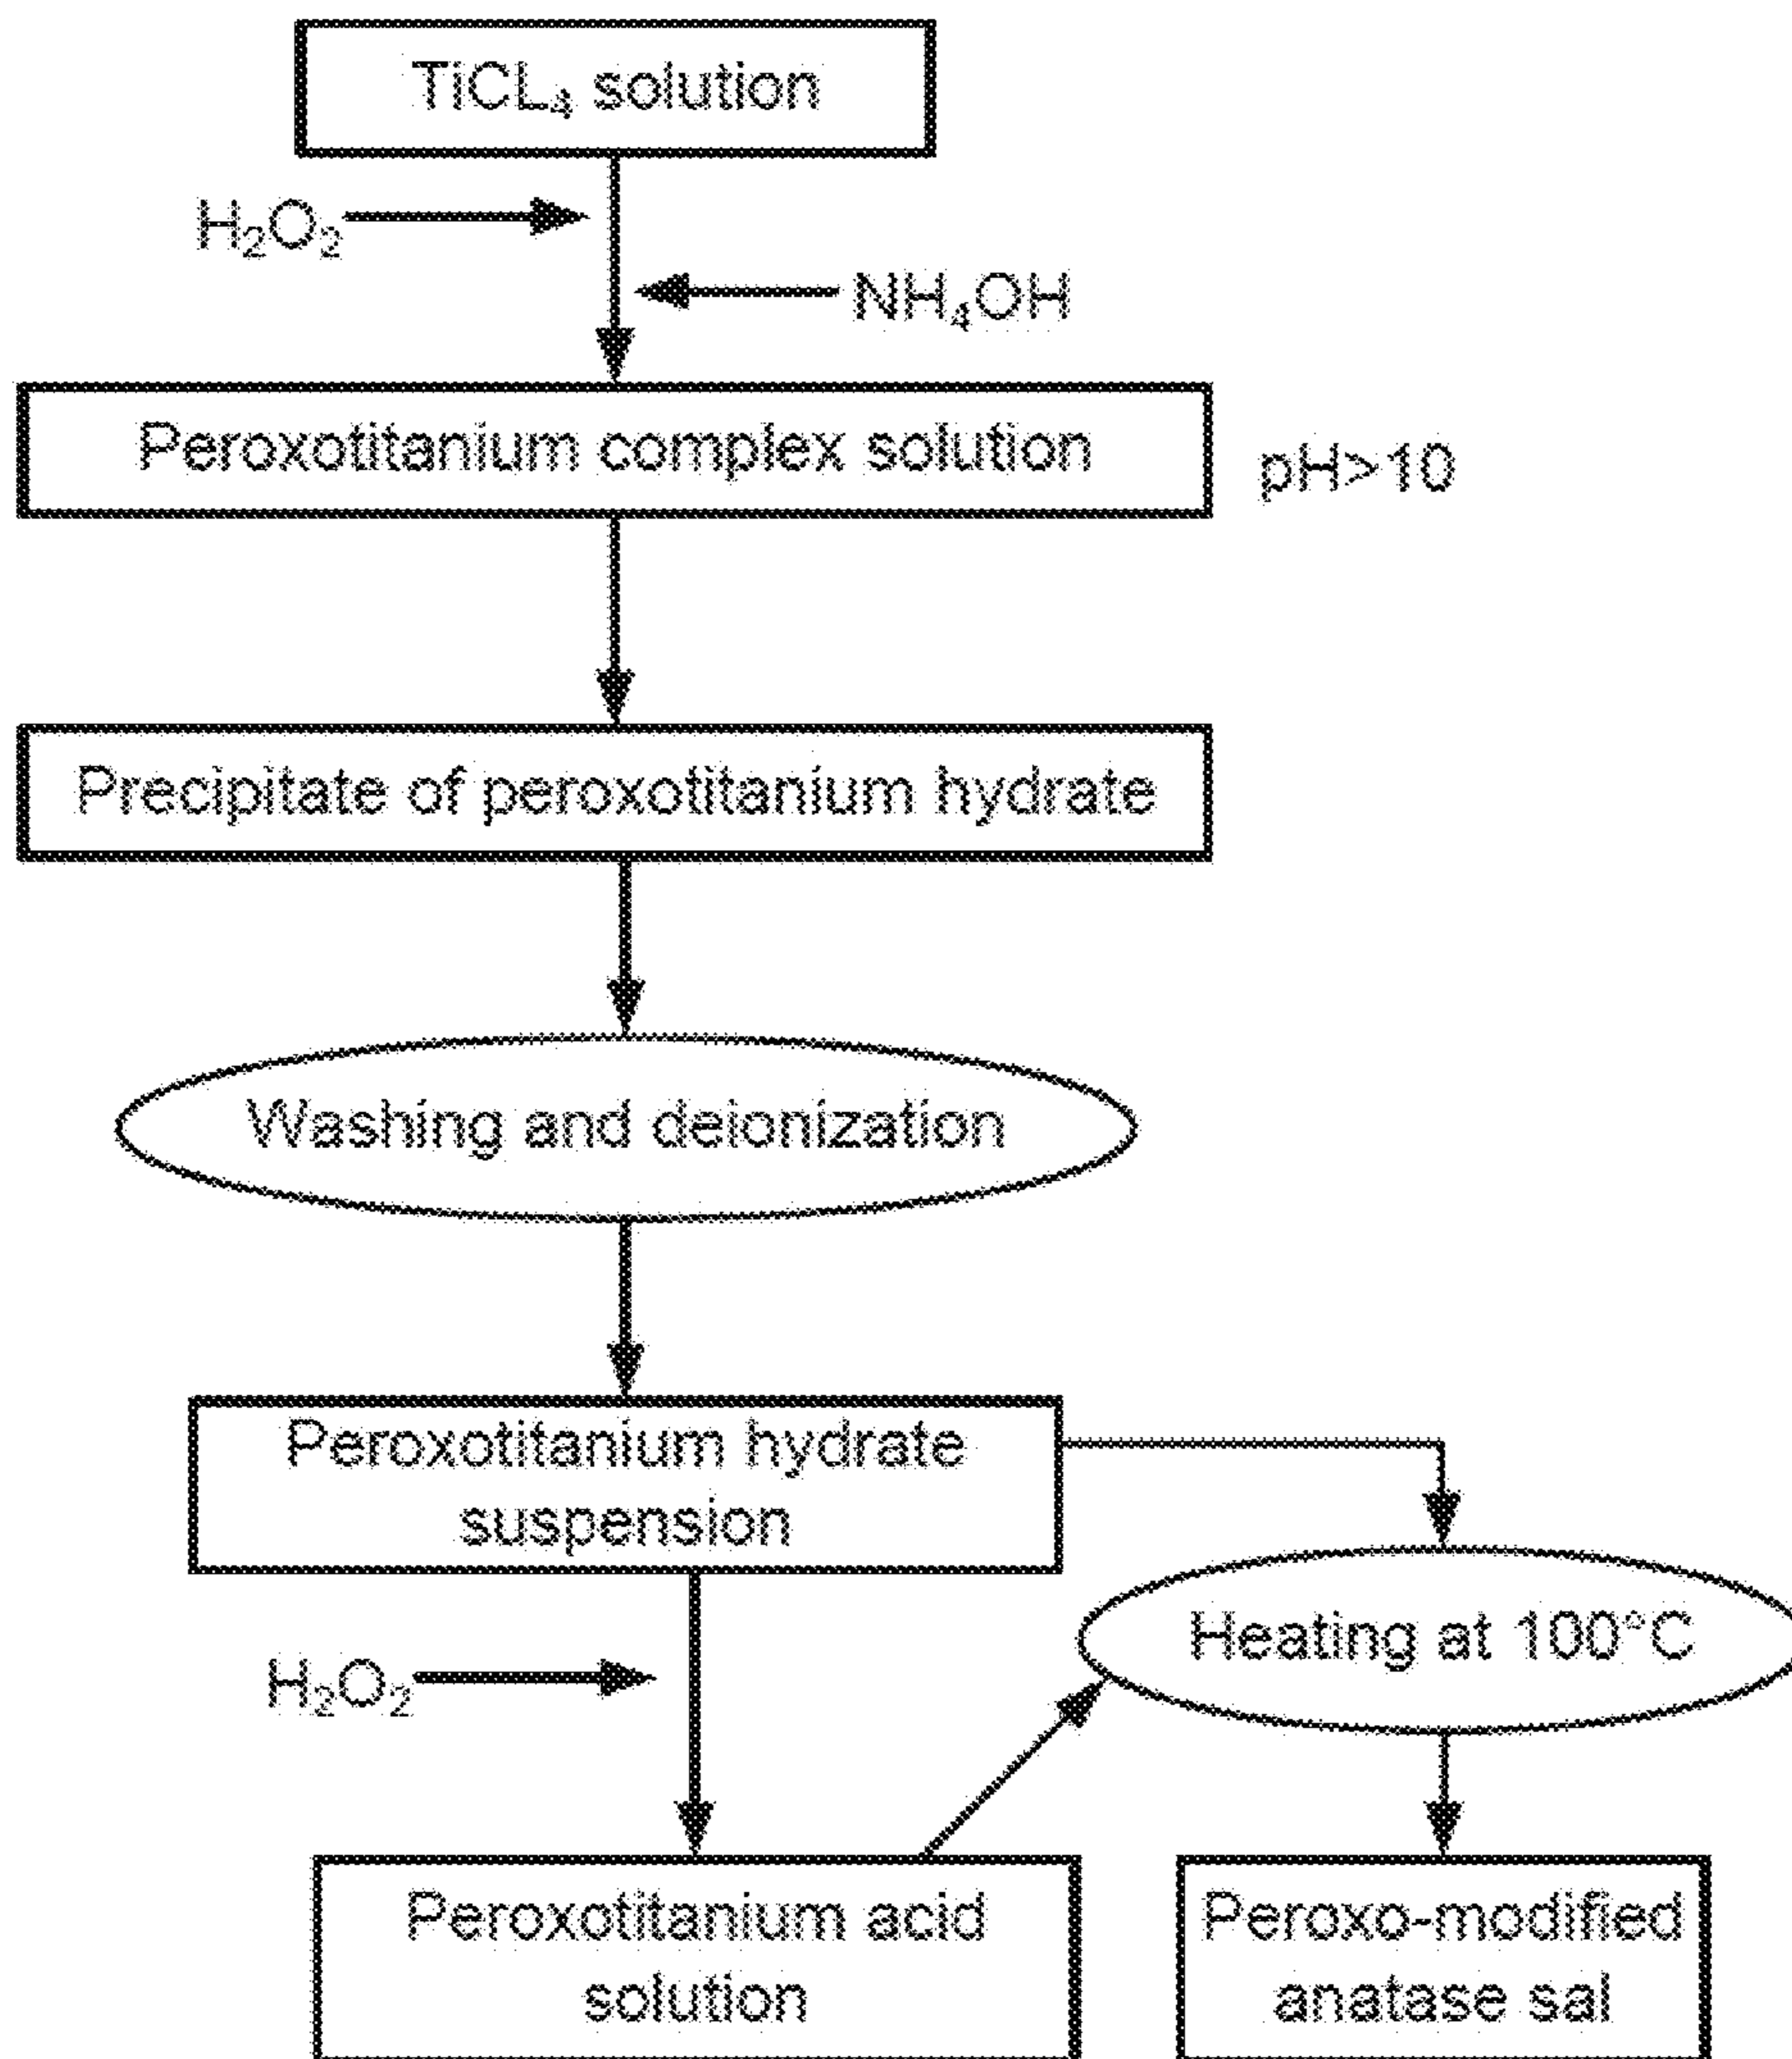 TiCL₄ solution
H₂O₂
NH₄OH
Peroxotitanium complex solution
pH>10
Precipitate of peroxotitanium hydrate
Washing and deionization
Peroxotitanium hydrate
suspension
Heating at 100°C
H₂O₂
Peroxotitanium acid
solution
Peroxo-modified
anatase sal